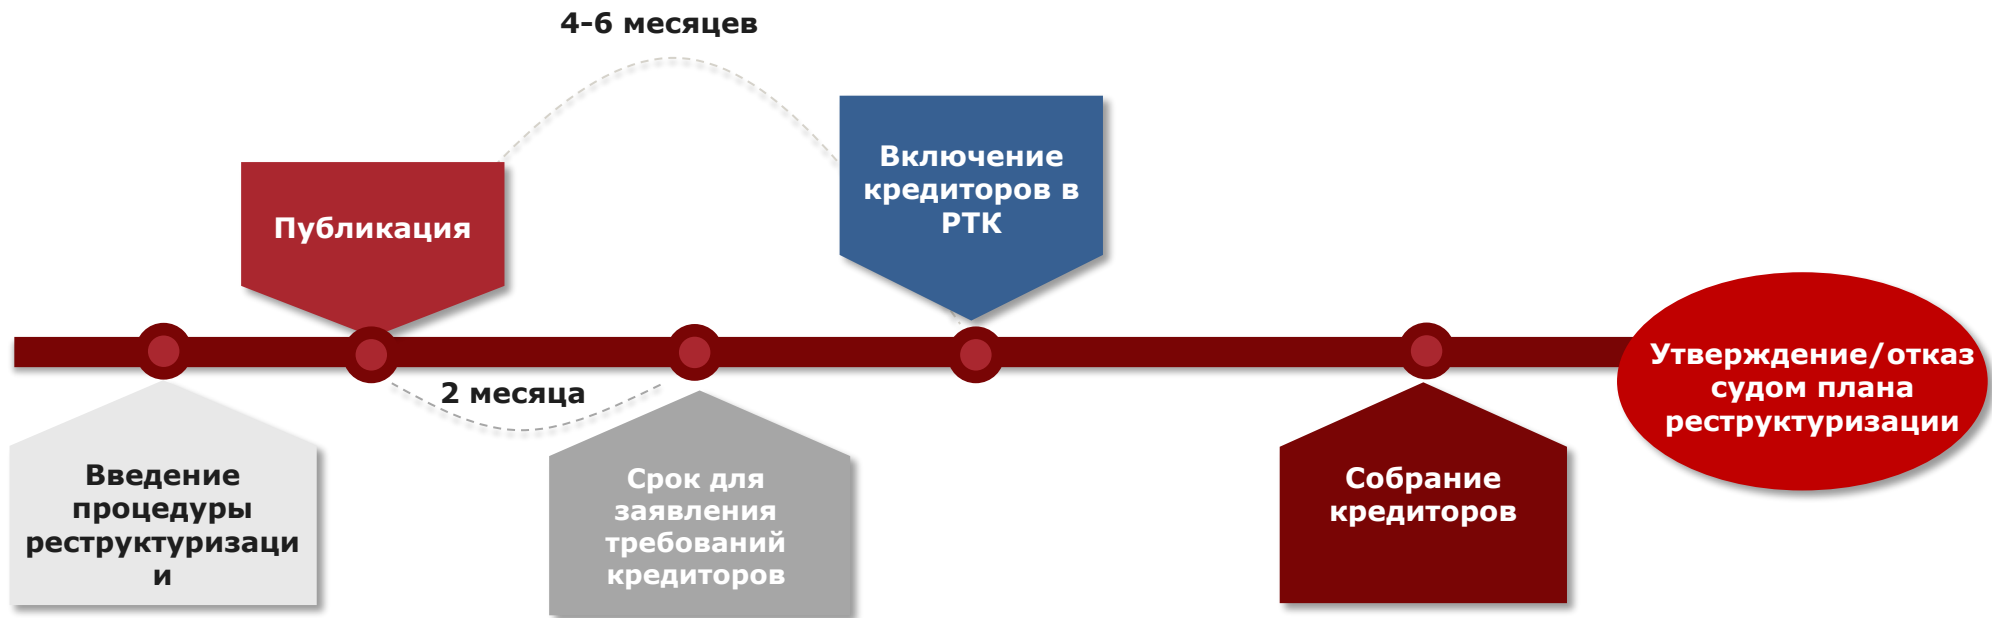 4-6 месяцев
Публикация
Включение
кредиторов в
РТК
2 месяца
Введение
процедуры
реструктуризаци
и
Срок для
заявления
требований
кредиторов
Собрание
кредиторов
Утверждение/отказ
судом плана
реструктуризации